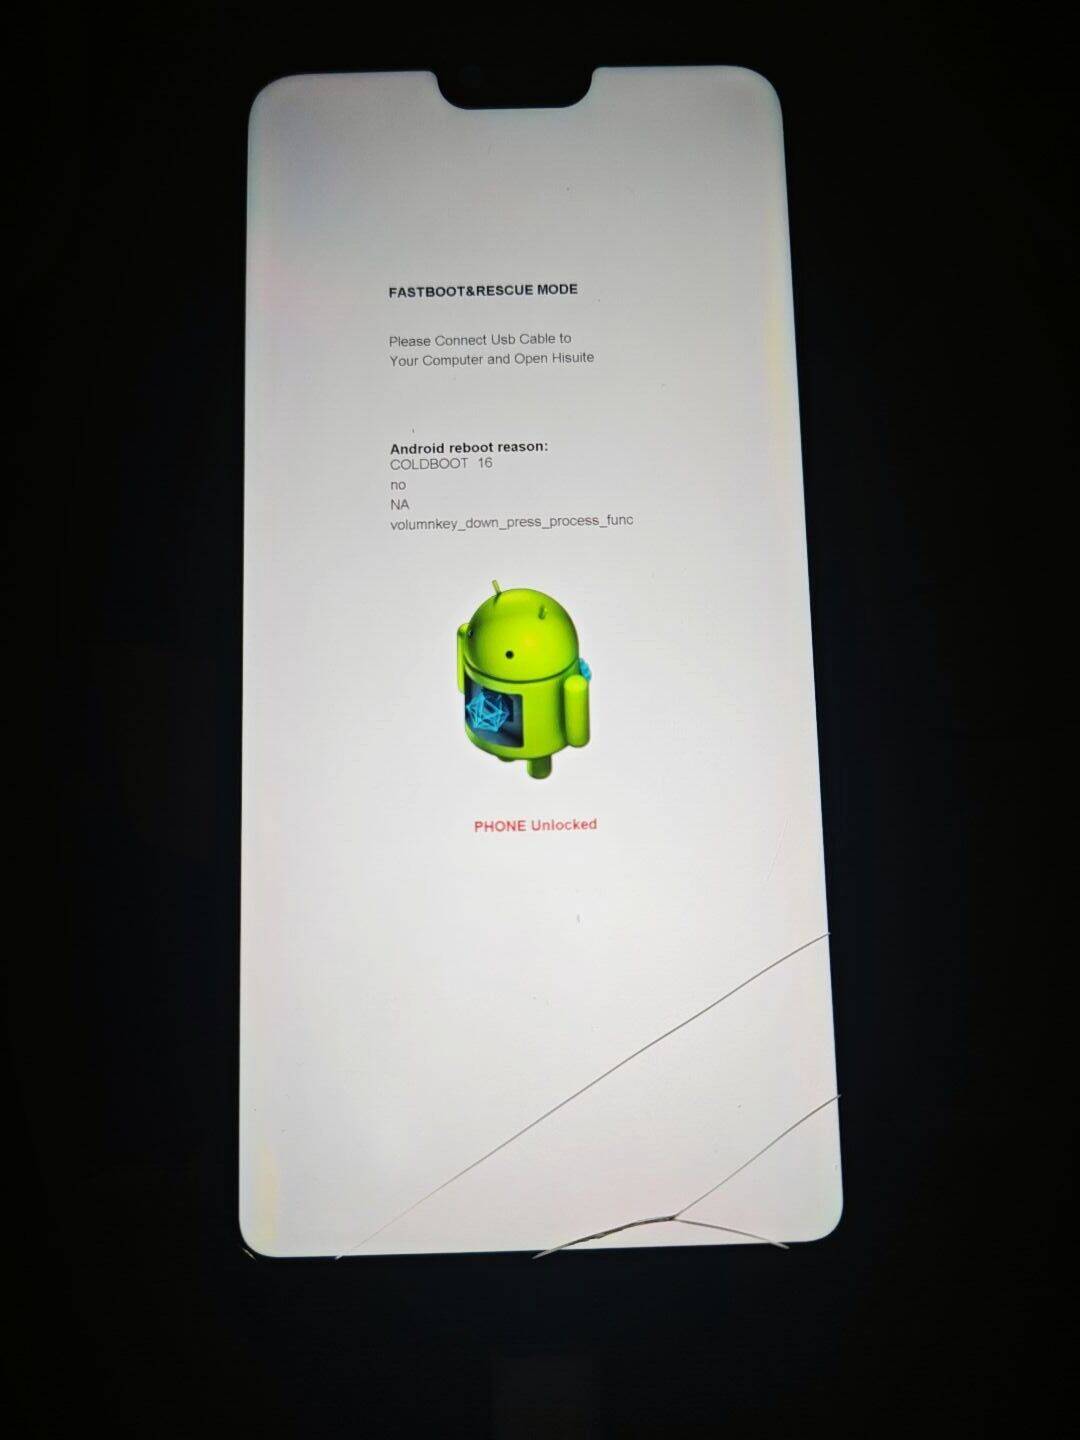 FASTBOOT&RESCUE MODE
Please Connect Usb Cable to
Your Computer and Open Hisuite
Android reboot reason:
COLDBOOT 16
no
NA
volumnkey_down_press_process_func
PHONE Unlocked